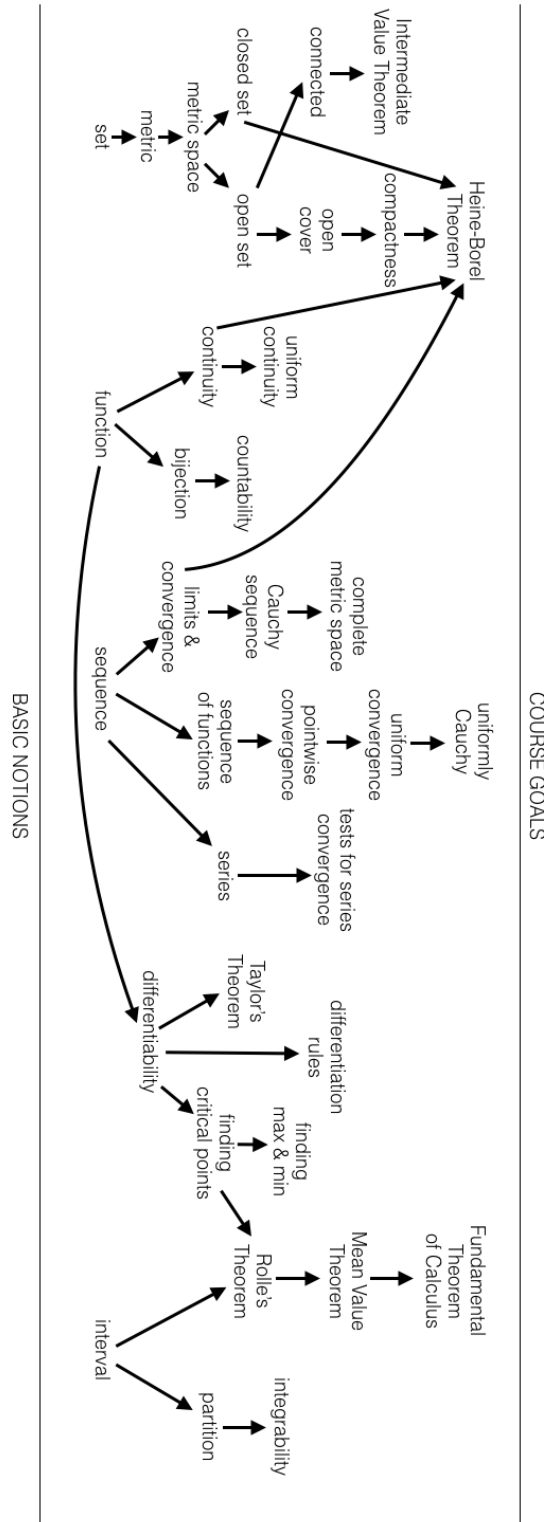 COURSE GOALS
Intermediate
Value Theorem
connected
closed set
metric space
metric
set
Heine-Borel
Theorem
compactness
open
cover
open set
uniform
continuity
continuity
function
countability
bijection
complete
metric space
Cauchy
sequence
limits &
convergence
sequence
uniformly
Cauchy
uniform
convergence
pointwise
convergence
sequence
of functions
tests for series
convergence
series
Taylor's
Theorem
differentiability
differentiation
rules
finding
max & min
finding
critical points
Fundamental
Theorem
of Calculus
Mean Value
Theorem
Rolle's
Theorem
interval
integrability
partition
BASIC NOTIONS